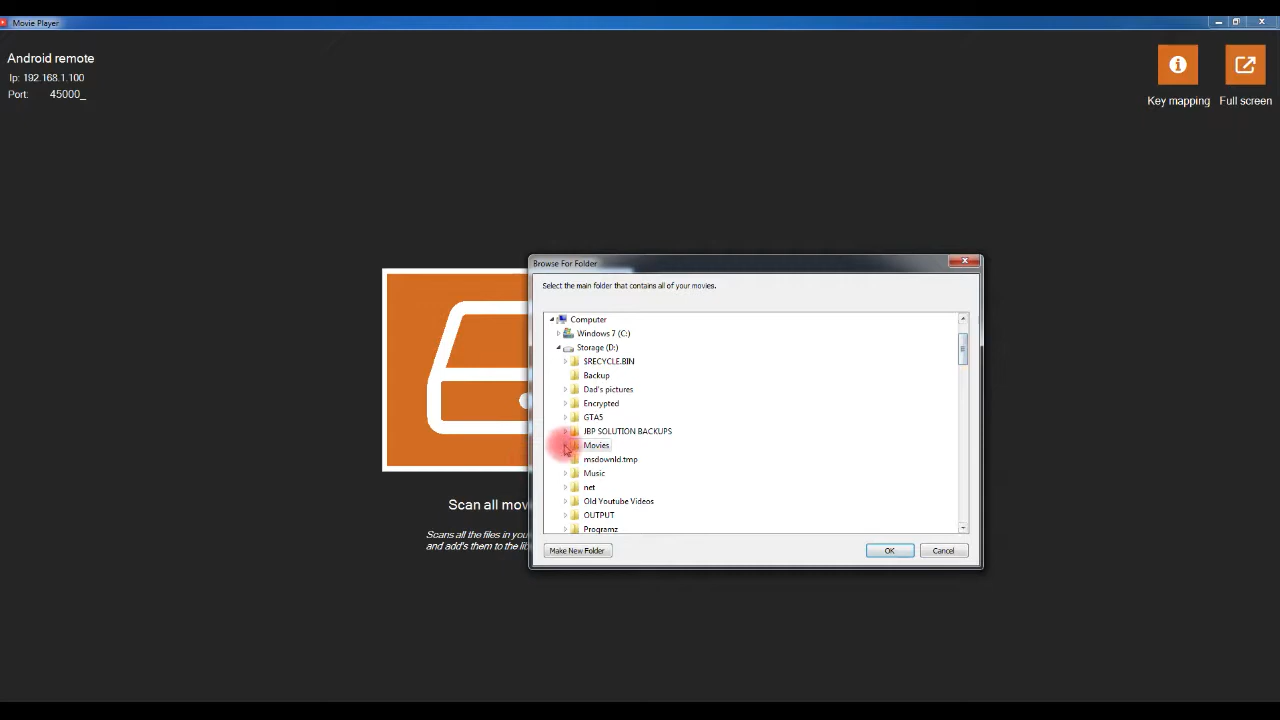 Movie Player
Android remote
Ip: 192.168.1.100
Port: 45000_
Key mapping
Full screen
Browse For Folder
Select the main folder that contains all of your movies.
Computer
Windows 7 (C:)
Storage (D:)
$RECYCLE.BIN
Backup
Dad's pictures
Encrypted
GTA5
JBP SOLUTION BACKUPS
Movies
msdownld.tmp
Music
net
Old Youtube Videos
OUTPUT
Programz
Make New Folder
OK
Cancel
Scan all mov
Scans all the files in your
and add's them to the lib